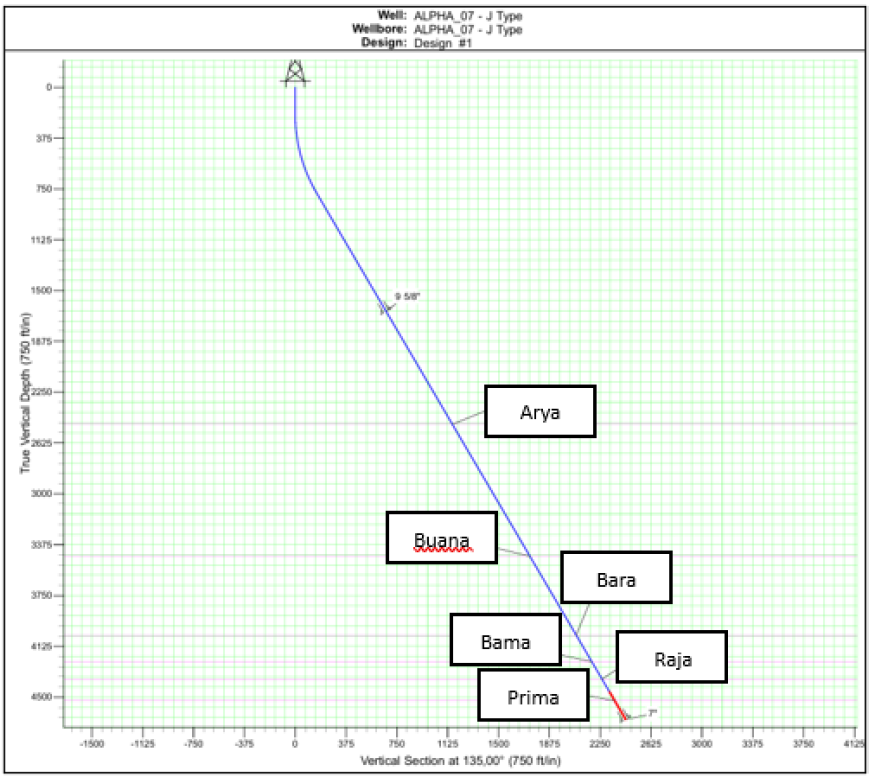 Well: ALPHA_07 - J Type
Wellbore: ALPHA_07 - J Type
Design: Design #1
0
375
750
1125
1500
1875
2250
2625
3000
3375
3750
4125
4500
True Vertical Depth (750 ft/in)
9 5/8"
Arya
Buana
Bara
Bama
Raja
Prima
7"
-1500 -1125 -750 -375 0 375 750 1125 1500 1875 2250 2625 3000 3375 3750 4125
Vertical Section at 135,00° (750 ft/in)